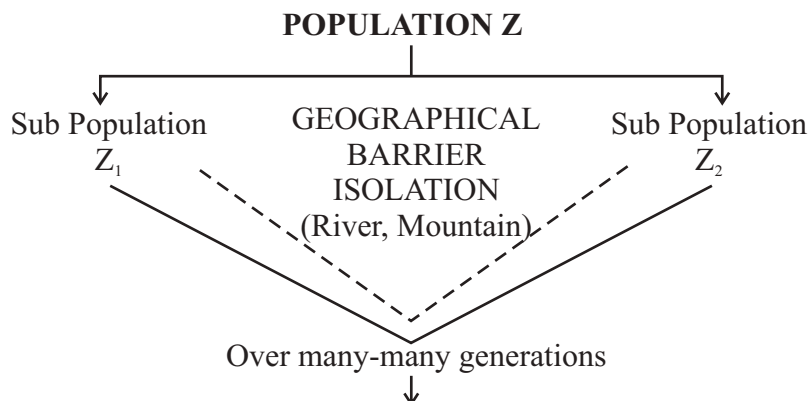 POPULATION Z
Sub Population
Z₁
GEOGRAPHICAL
BARRIER
ISOLATION
(River, Mountain)
Sub Population
Z₂
Over many-many generations